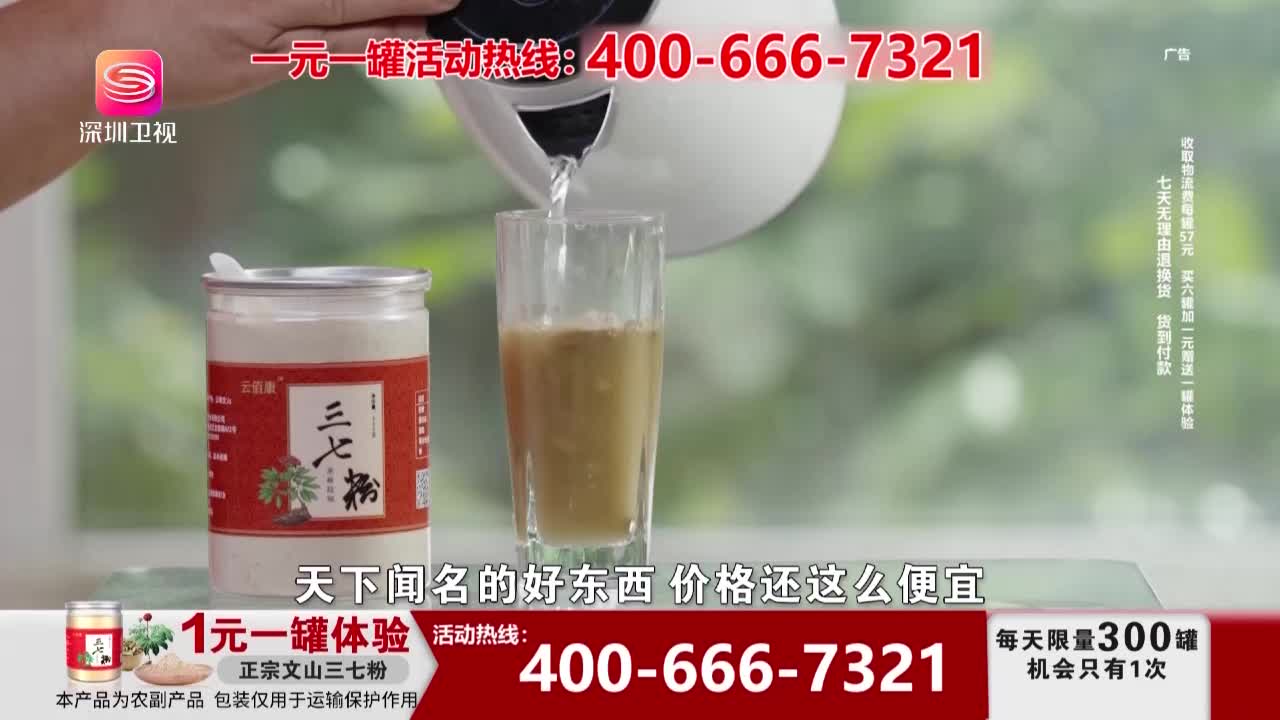 一元一罐活动热线：400-666-7321
广告
深圳卫视
收取物流费每罐57元 买六罐加一元赠送一罐体验
七天无理由退换货 货到付款
云佰康
三七粉
天下闻名的好东西 价格还这么便宜
1元一罐体验
正宗文山三七粉
本产品为农副产品 包装仅用于运输保护作用
活动热线：
400-666-7321
每天限量300罐
机会只有1次